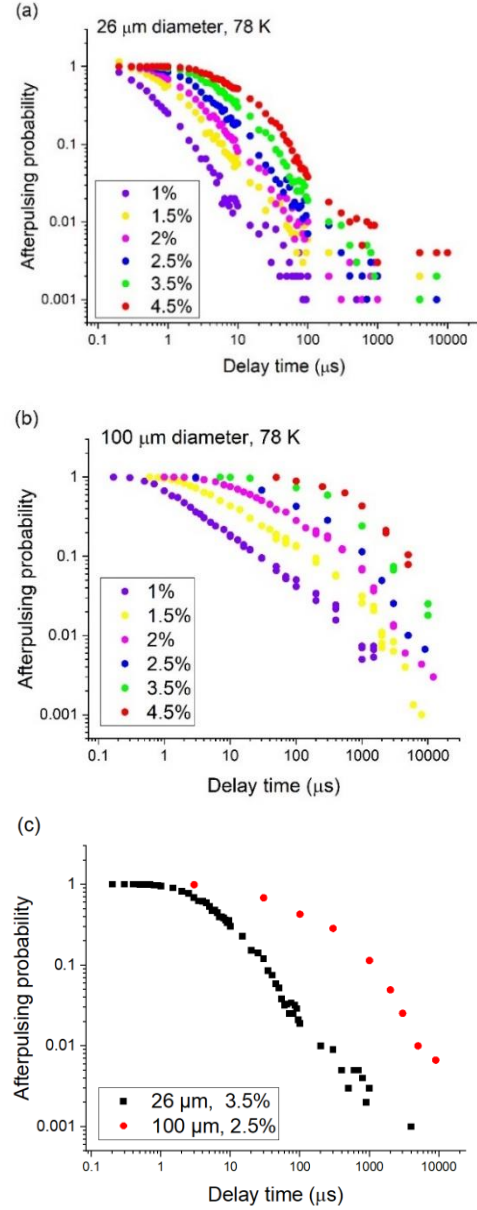 (a)
26 µm diameter, 78 K
Afterpulsing probability
1
0.1
0.01
0.001
1%
1.5%
2%
2.5%
3.5%
4.5%
0.1 1 10 100 1000 10000
Delay time (µs)
(b)
100 µm diameter, 78 K
Afterpulsing probability
1
0.1
0.01
0.001
1%
1.5%
2%
2.5%
3.5%
4.5%
0.1 1 10 100 1000 10000
Delay time (µs)
(c)
Afterpulsing probability
1
0.1
0.01
0.001
26 µm, 3.5%
100 µm, 2.5%
0.1 1 10 100 1000 10000
Delay time (µs)